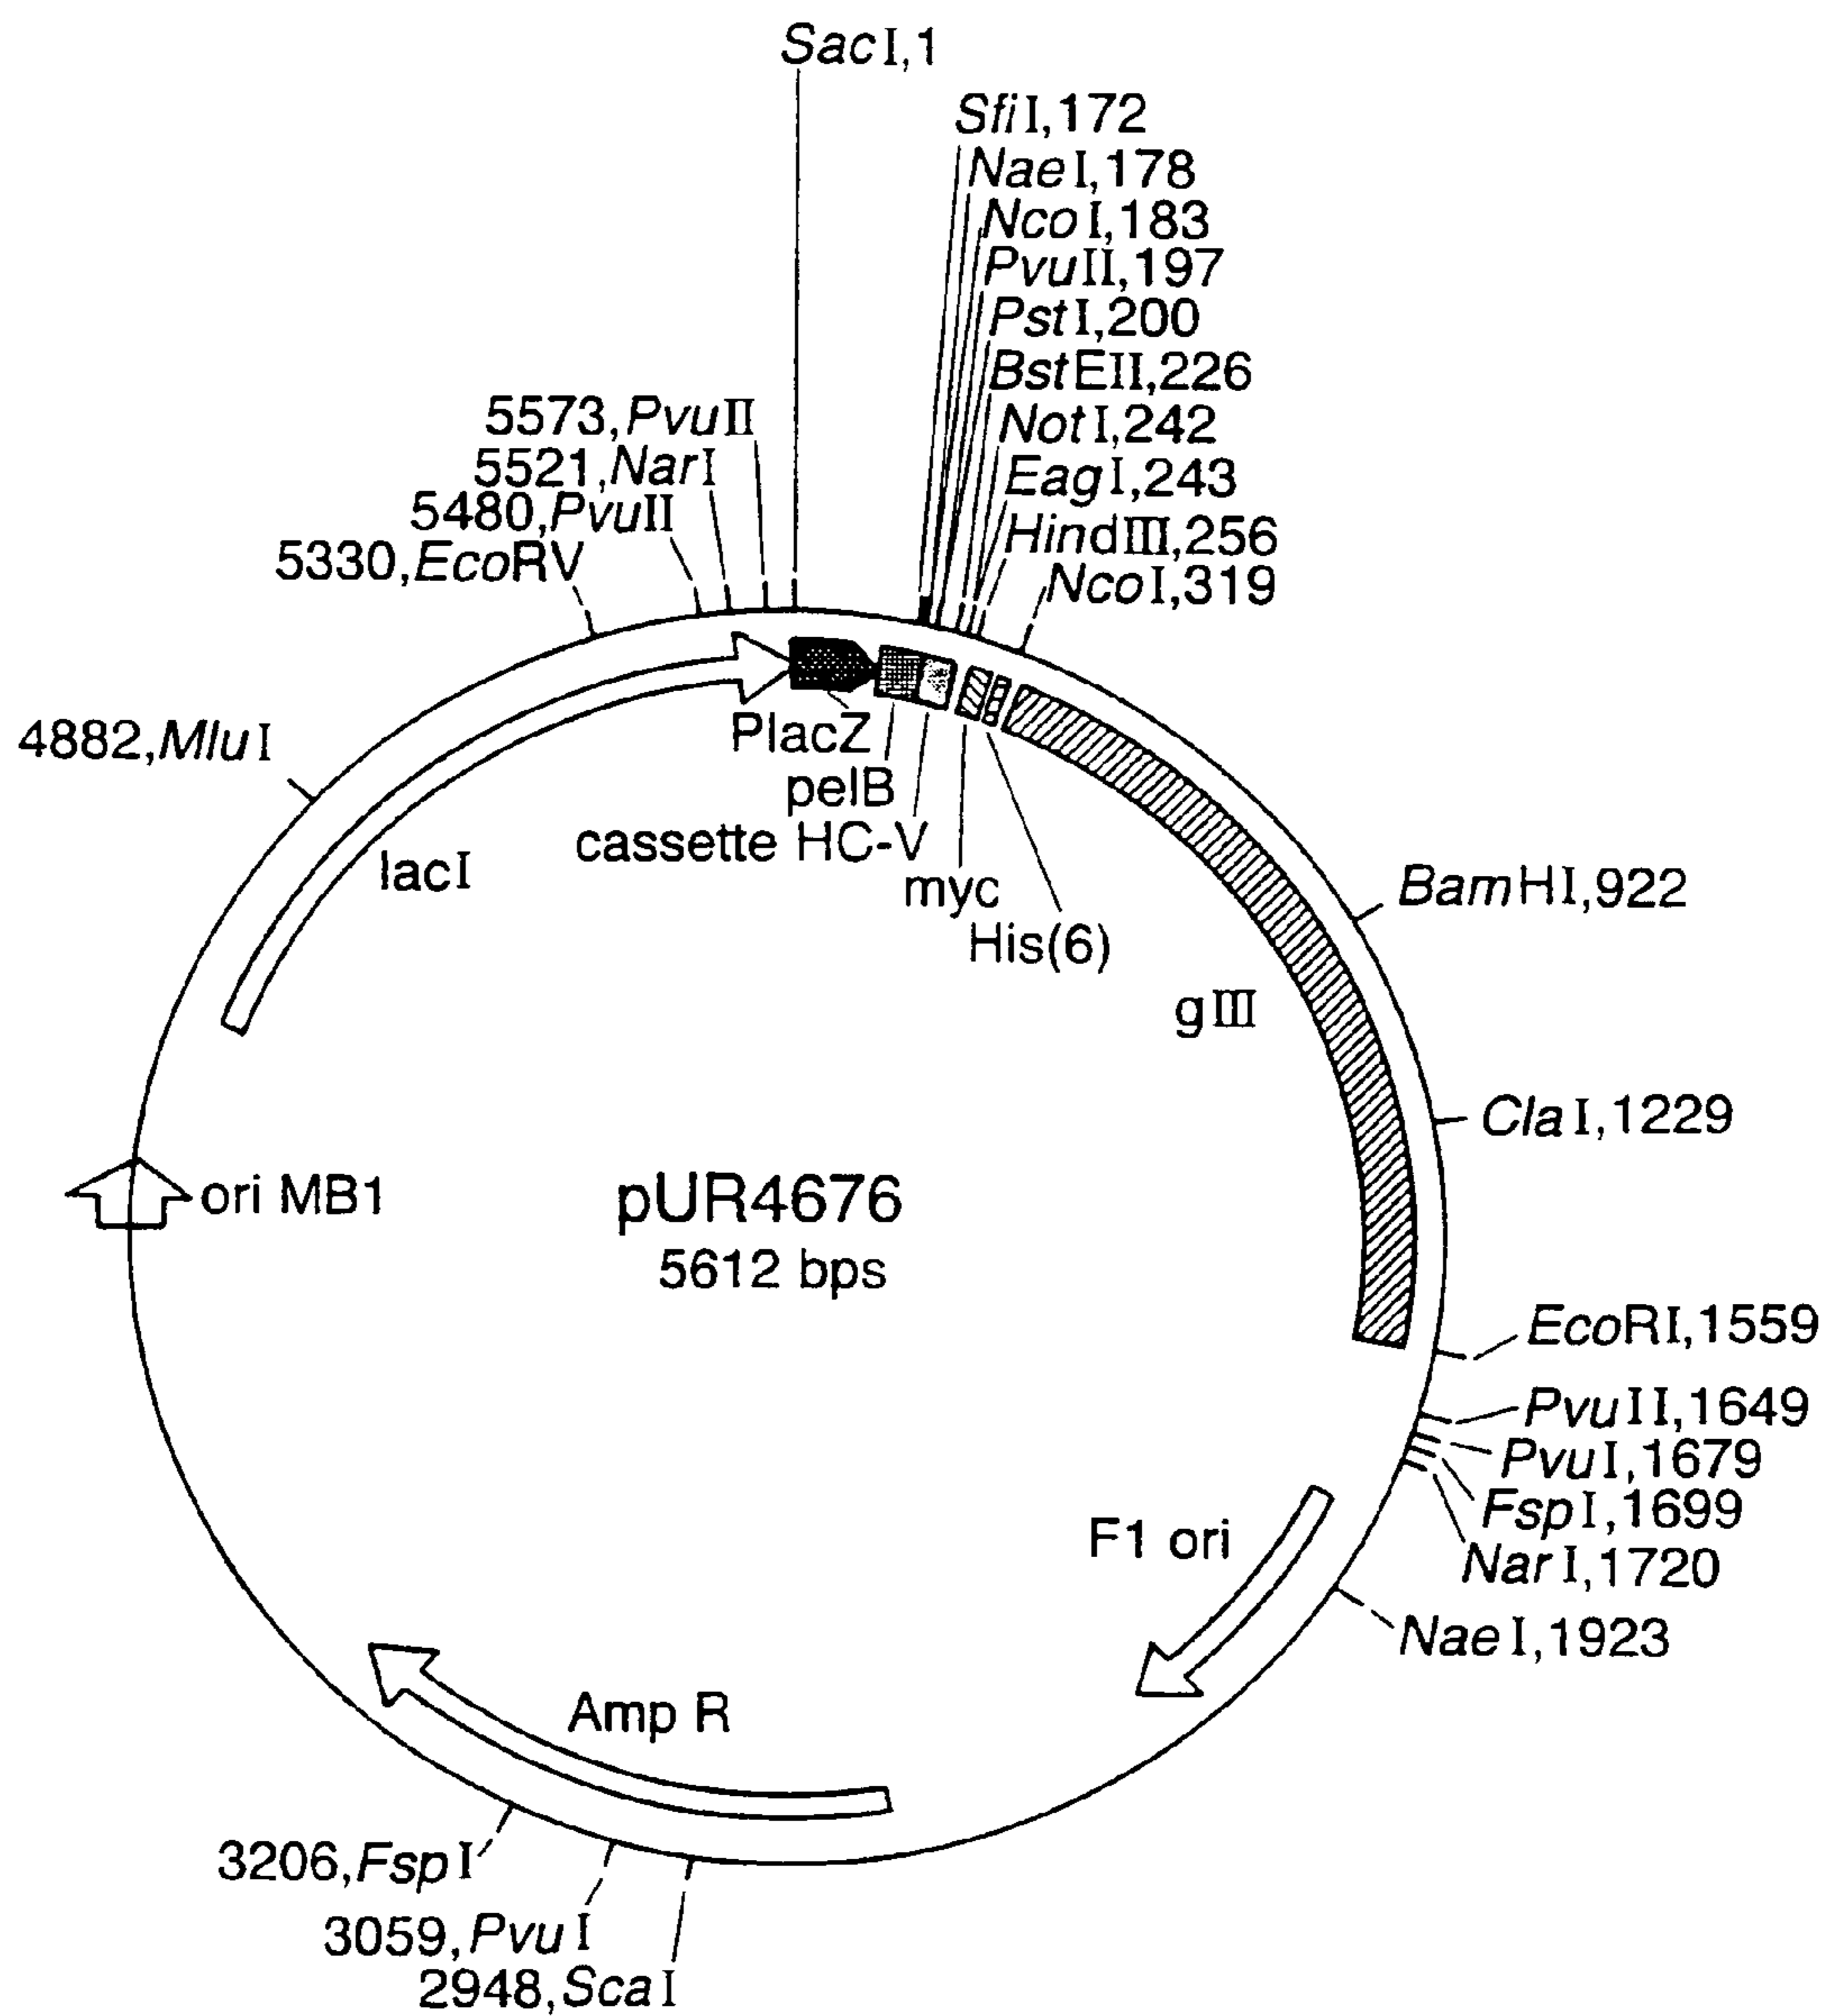 SacI,1
SfiI,172
NaeI,178
NcoI,183
PvuII,197
PstI,200
BstEII,226
NotI,242
EagI,243
HindIII,256
NcoI,319
5573,PvuII
5521,NarI
5480,PvuII
5330,EcoRV
4882,MluI
PlacZ
pelB
cassette HC-V
myc
His(6)
lacI
gIII
BamHI,922
ClaI,1229
ori MB1
pUR4676
5612 bps
EcoRI,1559
PvuII,1649
PvuI,1679
FspI,1699
NarI,1720
NaeI,1923
F1 ori
Amp R
3206,FspI
3059,PvuI
2948,ScaI